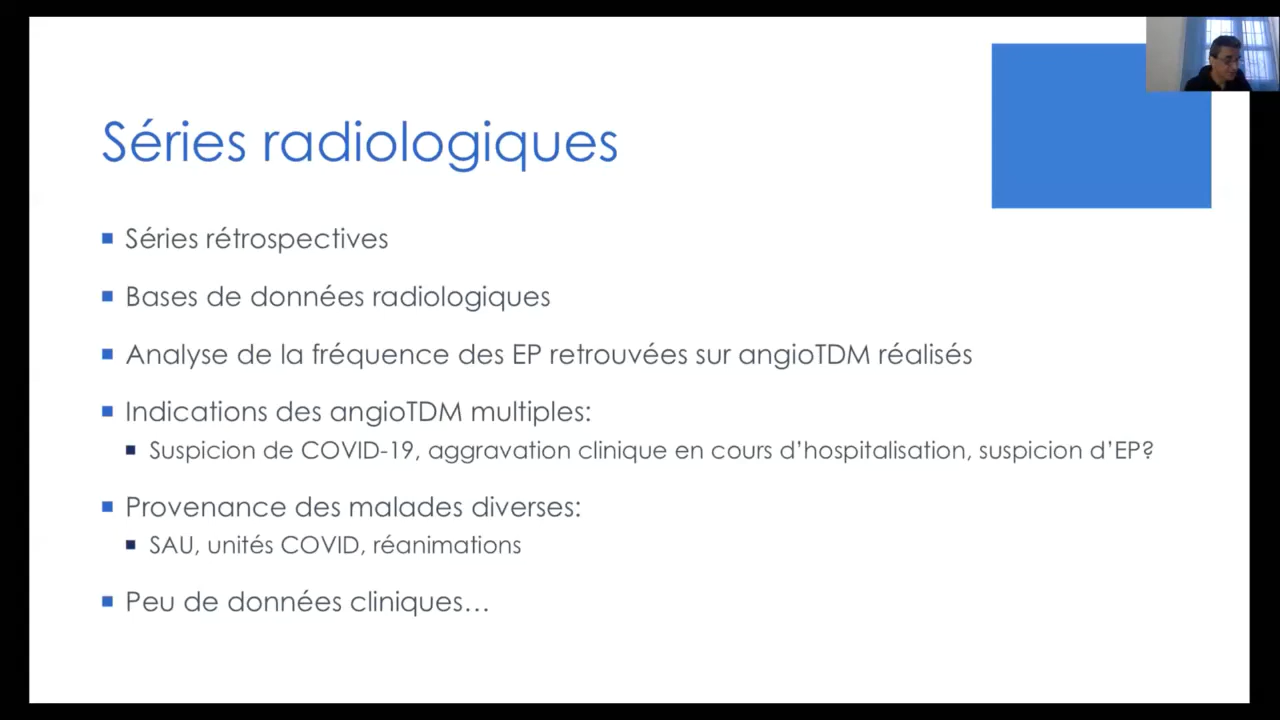 Séries radiologiques
Séries rétrospectives
Bases de données radiologiques
Analyse de la fréquence des EP retrouvées sur angioTDM réalisés
Indications des angioTDM multiples:
Suspicion de COVID-19, aggravation clinique en cours d’hospitalisation, suspicion d’EP?
Provenance des malades diverses:
SAU, unités COVID, réanimations
Peu de données cliniques…